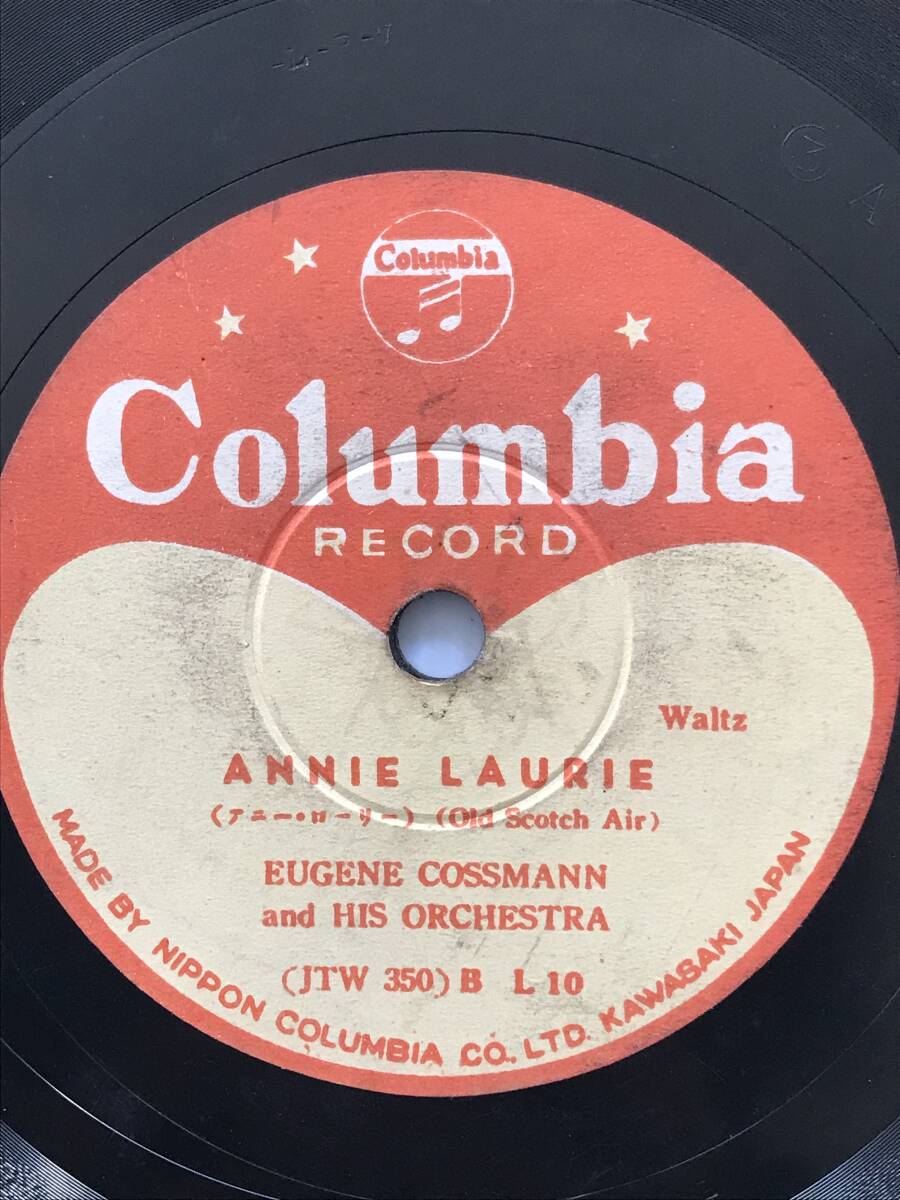 Columbia
Columbia
RECORD
Waltz
ANNIE LAURIE
(アニー・ローリー) (Old Scotch Air)
EUGENE COSSMANN
and HIS ORCHESTRA
(JTW 350) B L 10
MADE BY NIPPON COLUMBIA CO., LTD. KAWASAKI JAPAN
A